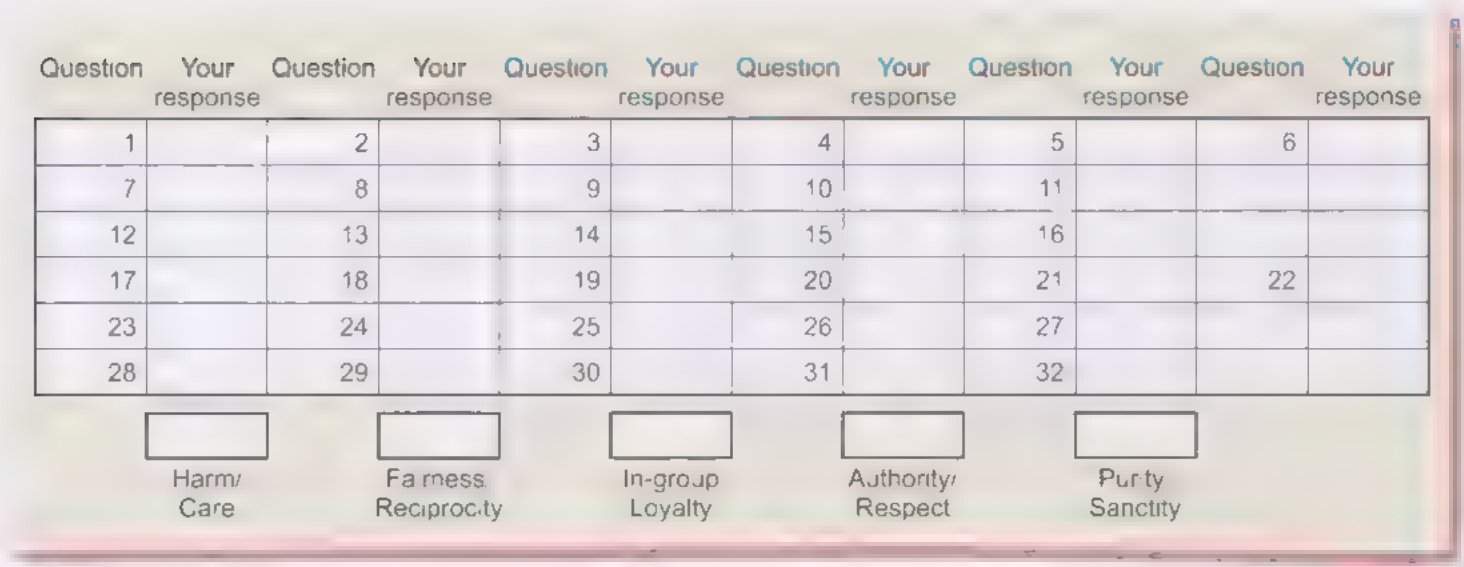 Question Your response Question Your response Question Your response Question Your response Question Your response Question Your response
1 2 3 4 5 6
7 8 9 10 11
12 13 14 15 16
17 18 19 20 21 22
23 24 25 26 27
28 29 30 31 32
Harm/ Fairness/ In-group Authority/ Purity
Care Reciprocity Loyalty Respect Sanctity